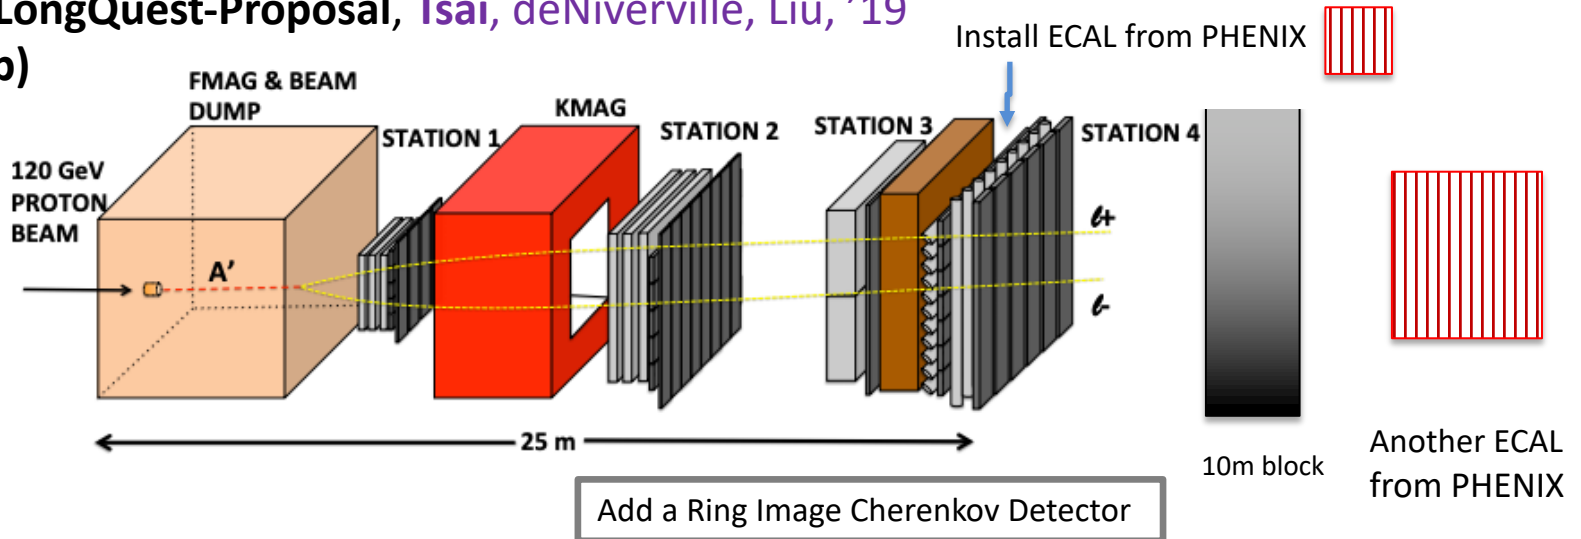 LongQuest-Proposal, Tsai, deNiverville, Liu, '19
b)
Install ECAL from PHENIX
FMAG & BEAM
DUMP
KMAG
STATION 1
STATION 2
STATION 3
STATION 4
120 GeV
PROTON
BEAM
A'
ℓ+
ℓ-
25 m
10m block
Another ECAL
from PHENIX
Add a Ring Image Cherenkov Detector